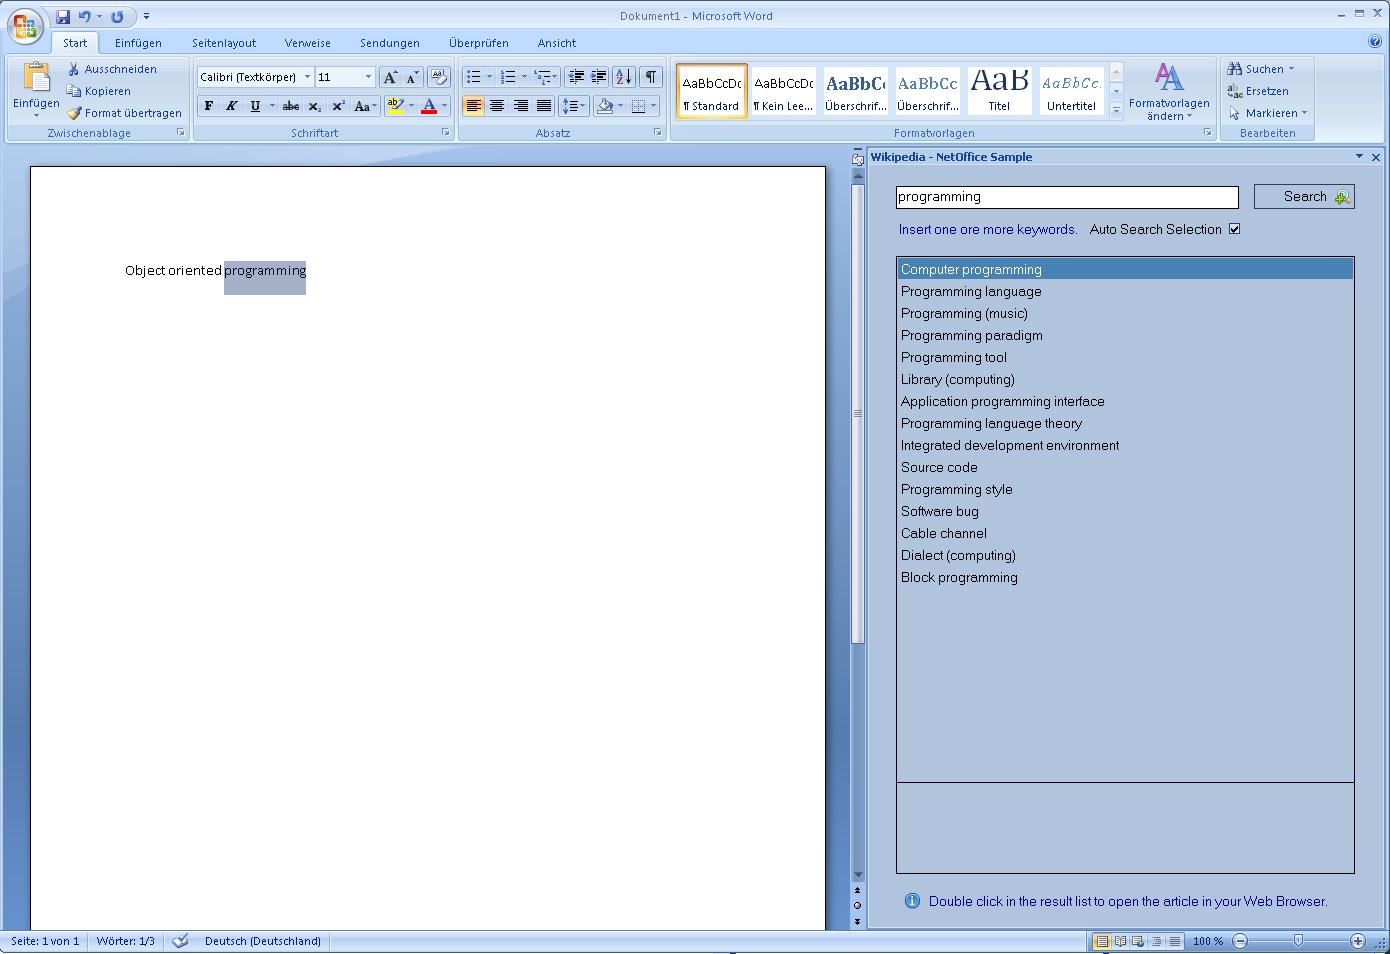 Dokument1 - Microsoft Word
Start Einfügen Seitenlayout Verweise Sendungen Überprüfen Ansicht
Einfügen
Ausschneiden
Kopieren
Format übertragen
Zwischenablage
Calibri (Textkörper) 11
F K U abc x₂ x² Aa
Schriftart
Absatz
AaBbCcDc AaBbCcDc AaBbCc AaBbCc AaB AaBbCc.
¶ Standard ¶ Kein Lee... Überschrif... Überschrif... Titel Untertitel
Formatvorlagen ändern
Formatvorlagen
Suchen
Ersetzen
Markieren
Bearbeiten
Object oriented programming
Wikipedia - NetOffice Sample
programming Search
Insert one ore more keywords. Auto Search Selection
Computer programming
Programming language
Programming (music)
Programming paradigm
Programming tool
Library (computing)
Application programming interface
Programming language theory
Integrated development environment
Source code
Programming style
Software bug
Cable channel
Dialect (computing)
Block programming
Double click in the result list to open the article in your Web Browser.
Seite: 1 von 1 Wörter: 1/3 Deutsch (Deutschland) 100 %